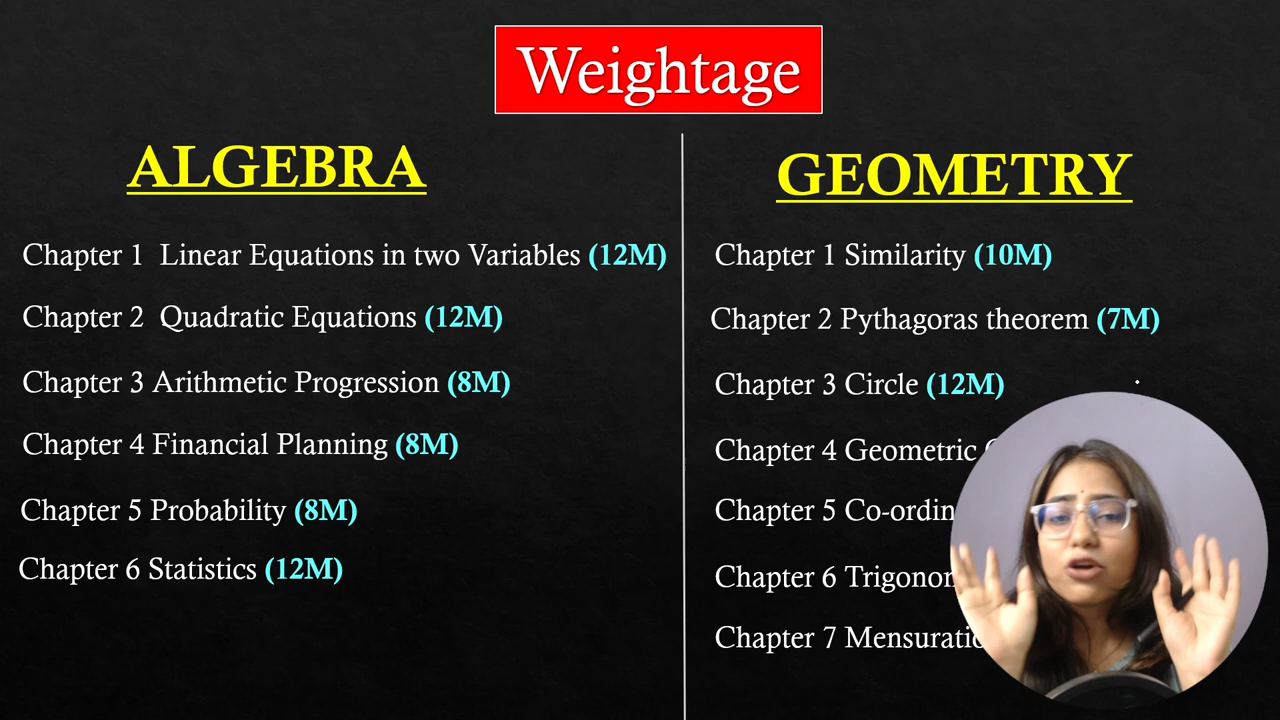 Weightage
ALGEBRA
Chapter 1 Linear Equations in two Variables (12M)
Chapter 2 Quadratic Equations (12M)
Chapter 3 Arithmetic Progression (8M)
Chapter 4 Financial Planning (8M)
Chapter 5 Probability (8M)
Chapter 6 Statistics (12M)
GEOMETRY
Chapter 1 Similarity (10M)
Chapter 2 Pythagoras theorem (7M)
Chapter 3 Circle (12M)
Chapter 4 Geometric
Chapter 5
Chapter 6
Chapter 7